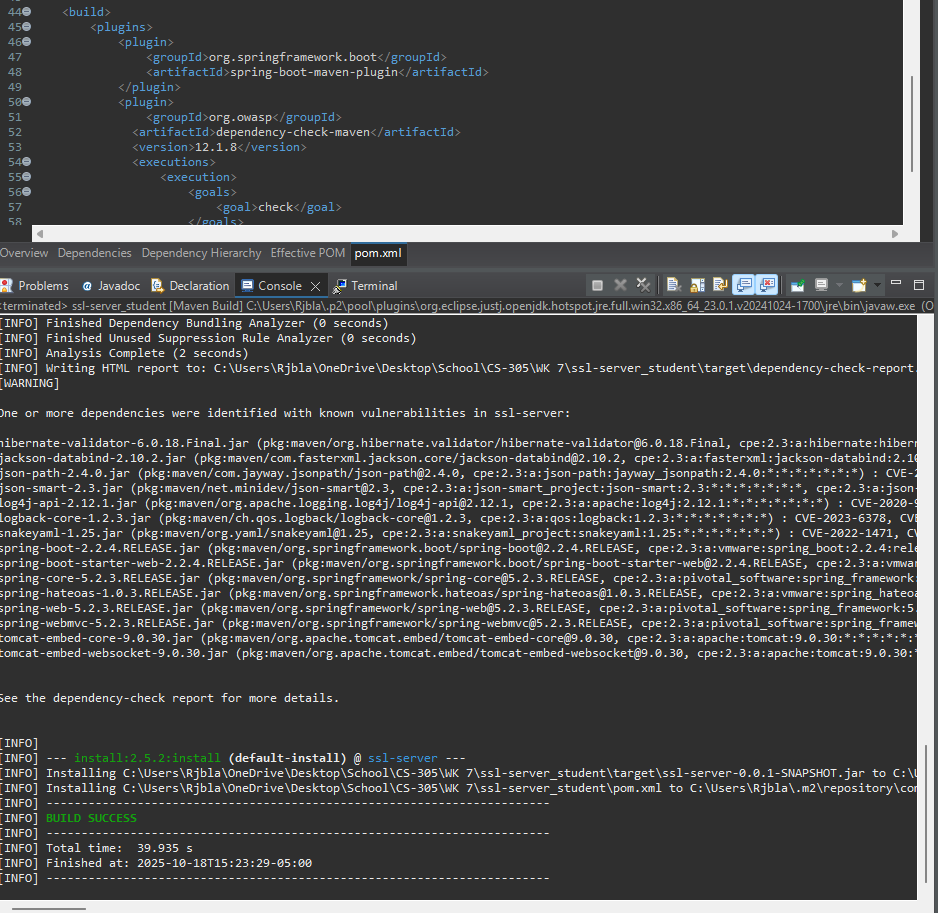 44 <build>
45 <plugins>
46 <plugin>
47 <groupId>org.springframework.boot</groupId>
48 <artifactId>spring-boot-maven-plugin</artifactId>
49 </plugin>
50 <plugin>
51 <groupId>org.owasp</groupId>
52 <artifactId>dependency-check-maven</artifactId>
53 <version>12.1.8</version>
54 <executions>
55 <execution>
56 <goals>
57 <goal>check</goal>
58 </goals>
Overview Dependencies Dependency Hierarchy Effective POM pom.xml
Problems @ Javadoc Declaration Console Terminal
<terminated> ssl-server_student [Maven Build] C:\Users\Rjbla\.p2\pool\plugins\org.eclipse.justj.openjdk.hotspot.jre.full.win32.x86_64_23.0.1.v20241024-1700\jre\bin\javaw.exe (O
[INFO] Finished Dependency Bundling Analyzer (0 seconds)
[INFO] Finished Unused Suppression Rule Analyzer (0 seconds)
[INFO] Analysis Complete (2 seconds)
[INFO] Writing HTML report to: C:\Users\Rjbla\OneDrive\Desktop\School\CS-305\WK 7\ssl-server_student\target\dependency-check-report.
[WARNING]
One or more dependencies were identified with known vulnerabilities in ssl-server:
hibernate-validator-6.0.18.Final.jar (pkg:maven/org.hibernate.validator/hibernate-validator@6.0.18.Final, cpe:2.3:a:hibernate:hiber
jackson-databind-2.10.2.jar (pkg:maven/com.fasterxml.jackson.core/jackson-databind@2.10.2, cpe:2.3:a:fasterxml:jackson-databind:2.10
json-path-2.4.0.jar (pkg:maven/com.jayway.jsonpath/json-path@2.4.0, cpe:2.3:a:json-path:jayway_jsonpath:2.4.0:*:*:*:*:*:*:*) : CVE-2
json-smart-2.3.jar (pkg:maven/net.minidev/json-smart@2.3, cpe:2.3:a:json-smart_project:json-smart:2.3:*:*:*:*:*:*:*, cpe:2.3:a:json-
log4j-api-2.12.1.jar (pkg:maven/org.apache.logging.log4j/log4j-api@2.12.1, cpe:2.3:a:apache:log4j:2.12.1:*:*:*:*:*:*:*) : CVE-2020-9
logback-core-1.2.3.jar (pkg:maven/ch.qos.logback/logback-core@1.2.3, cpe:2.3:a:qos:logback:1.2.3:*:*:*:*:*:*:*) : CVE-2023-6378, CVE
snakeyaml-1.25.jar (pkg:maven/org.yaml/snakeyaml@1.25, cpe:2.3:a:snakeyaml_project:snakeyaml:1.25:*:*:*:*:*:*:*) : CVE-2022-1471, CV
spring-boot-2.2.4.RELEASE.jar (pkg:maven/org.springframework.boot/spring-boot@2.2.4.RELEASE, cpe:2.3:a:vmware:spring_boot:2.2.4:rele
spring-boot-starter-web-2.2.4.RELEASE.jar (pkg:maven/org.springframework.boot/spring-boot-starter-web@2.2.4.RELEASE, cpe:2.3:a:vmwar
spring-core-5.2.3.RELEASE.jar (pkg:maven/org.springframework/spring-core@5.2.3.RELEASE, cpe:2.3:a:pivotal_software:spring_framework:
spring-hateoas-1.0.3.RELEASE.jar (pkg:maven/org.springframework.hateoas/spring-hateoas@1.0.3.RELEASE, cpe:2.3:a:vmware:spring_hateoa
spring-web-5.2.3.RELEASE.jar (pkg:maven/org.springframework/spring-web@5.2.3.RELEASE, cpe:2.3:a:pivotal_software:spring_framework:5.
spring-webmvc-5.2.3.RELEASE.jar (pkg:maven/org.springframework/spring-webmvc@5.2.3.RELEASE, cpe:2.3:a:pivotal_software:spring_framew
tomcat-embed-core-9.0.30.jar (pkg:maven/org.apache.tomcat.embed/tomcat-embed-core@9.0.30, cpe:2.3:a:apache:tomcat:9.0.30:*:*:*:*:*:*
tomcat-embed-websocket-9.0.30.jar (pkg:maven/org.apache.tomcat.embed/tomcat-embed-websocket@9.0.30, cpe:2.3:a:apache:tomcat:9.0.30:*
See the dependency-check report for more details.
[INFO]
[INFO] --- install:2.5.2:install (default-install) @ ssl-server ---
[INFO] Installing C:\Users\Rjbla\OneDrive\Desktop\School\CS-305\WK 7\ssl-server_student\target\ssl-server-0.0.1-SNAPSHOT.jar to C:\U
[INFO] Installing C:\Users\Rjbla\OneDrive\Desktop\School\CS-305\WK 7\ssl-server_student\pom.xml to C:\Users\Rjbla\.m2\repository\com
[INFO] ------------------------------------------------------------------------
[INFO] BUILD SUCCESS
[INFO] ------------------------------------------------------------------------
[INFO] Total time:  39.935 s
[INFO] Finished at: 2025-10-18T15:23:29-05:00
[INFO] ------------------------------------------------------------------------